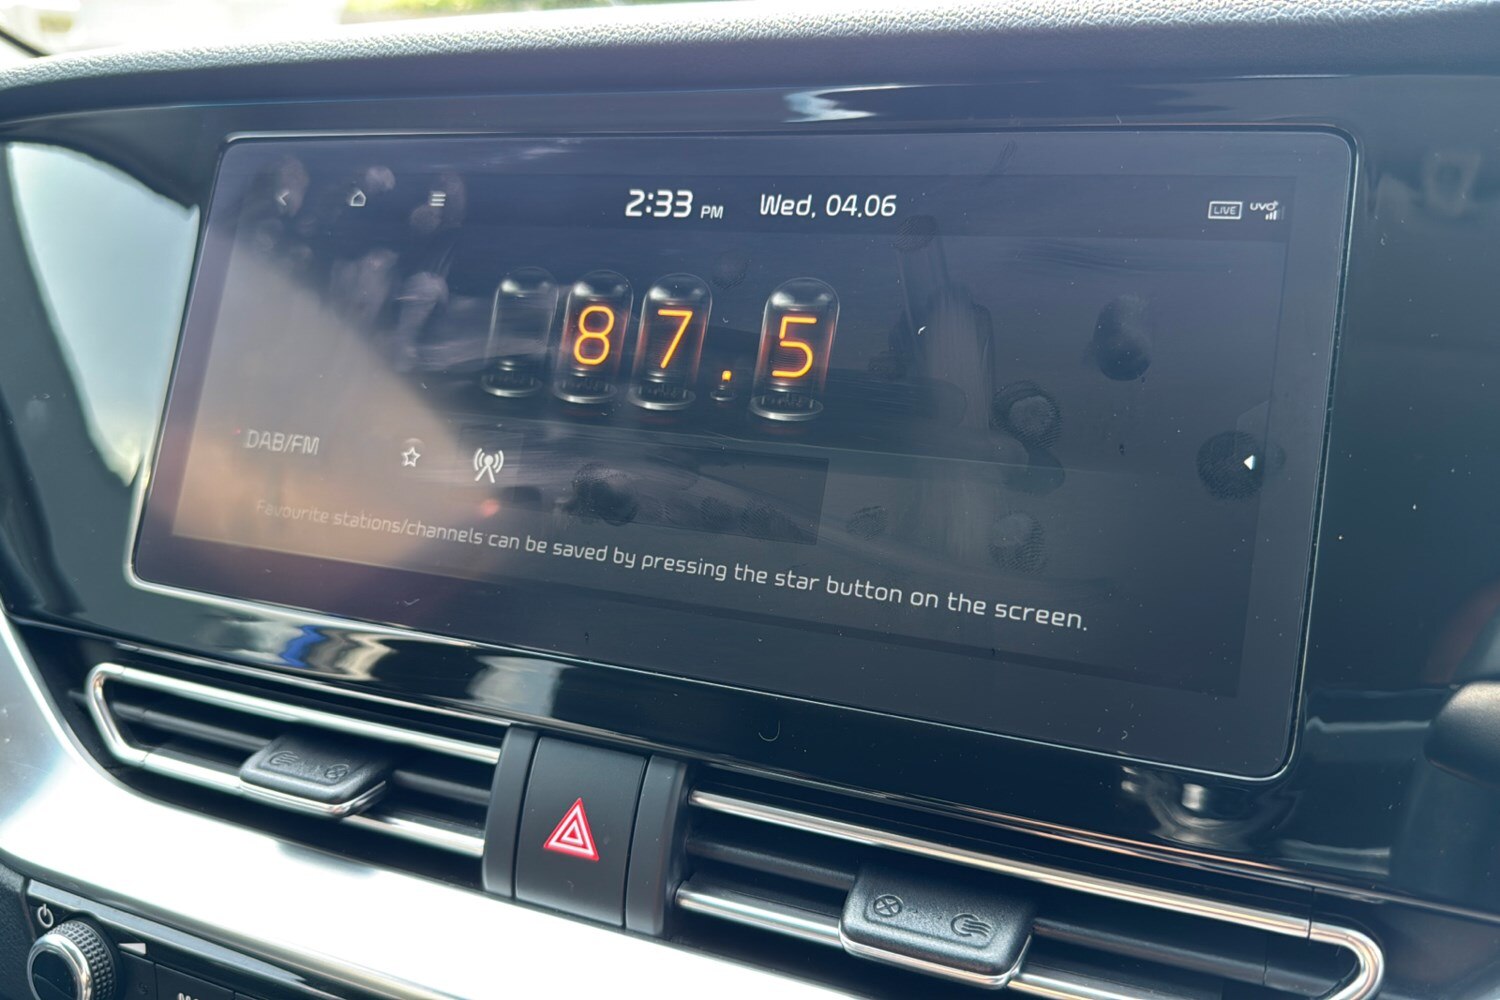 2:33 PM Wed, 04.06
LIVE UVO
87.5
DAB/FM
Favourite stations/channels can be saved by pressing the star button on the screen.